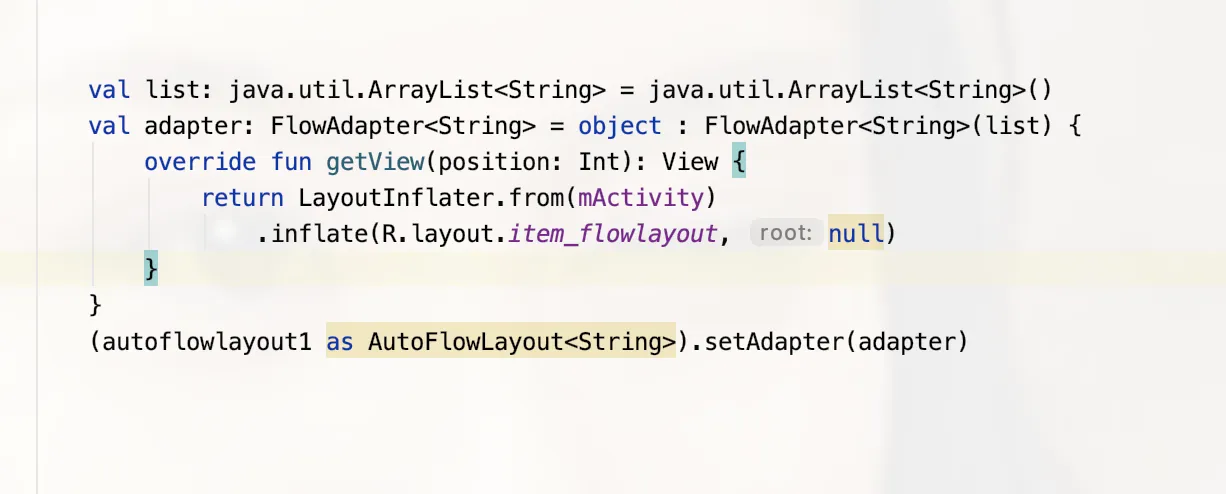 val list: java.util.ArrayList<String> = java.util.ArrayList<String>()
val adapter: FlowAdapter<String> = object : FlowAdapter<String>(list) {
override fun getView(position: Int): View {
return LayoutInflater.from(mActivity)
.inflate(R.layout.item_flowlayout, root: null)
}
}
(autoflowlayout1 as AutoFlowLayout<String>).setAdapter(adapter)